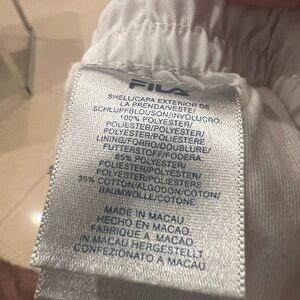 FILA
SHELL/CAPA EXTERIOR DE
LA PRENDA/VESTE/
SCHLUPFBLOUSON/INVOLUCRO.
100% POLYESTER/
POLIESTER/POLYESTER/
POLYESTER/POLIESTERE
LINING/FORRO/DOUBLURE/
FUTTERSTOFF/FODERA.
65% POLYESTER/
POLIESTER/POLYESTER/
POLYESTER/POLIESTERE
35% COTTON/ALGODON/COTON/
BAUMWOLLE/COTONE
MADE IN MACAU
HECHO EN MACAO
FABRIQUE A MACAO
IN MACAU HERGESTELLT
CONFEZIONATO A MACAU